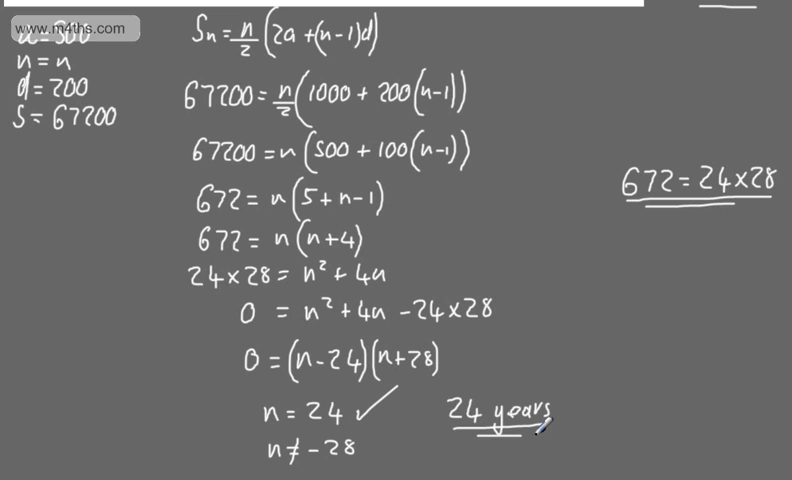 www.m4ths.com
n = n
d = 200
S = 67200
Sn = n/2 (2a + (n-1)d)
67200 = n/2 (1000 + 200(n-1))
67200 = n(500 + 100(n-1))
672 = n(5 + n-1)
672 = n(n+4)
24 × 28 = n² + 4n
0 = n² + 4n - 24 × 28
0 = (n-24)(n+28)
n = 24 ✓
n ≠ -28
672 = 24 × 28
24 years